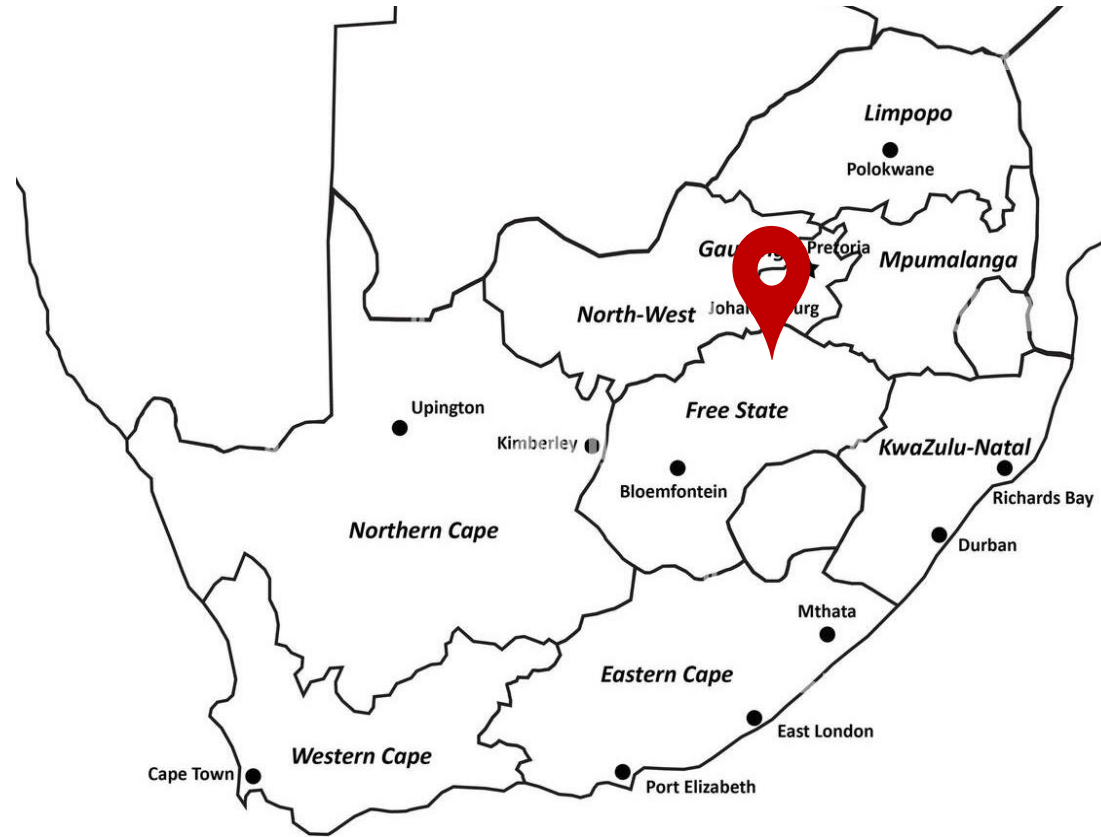 Limpopo
Polokwane
Pretoria
Mpumalanga
North-West
Upington
Free State
Kimberley
KwaZulu-Natal
Bloemfontein
Richards Bay
Northern Cape
Durban
Mthata
Eastern Cape
East London
Western Cape
Cape Town
Port Elizabeth